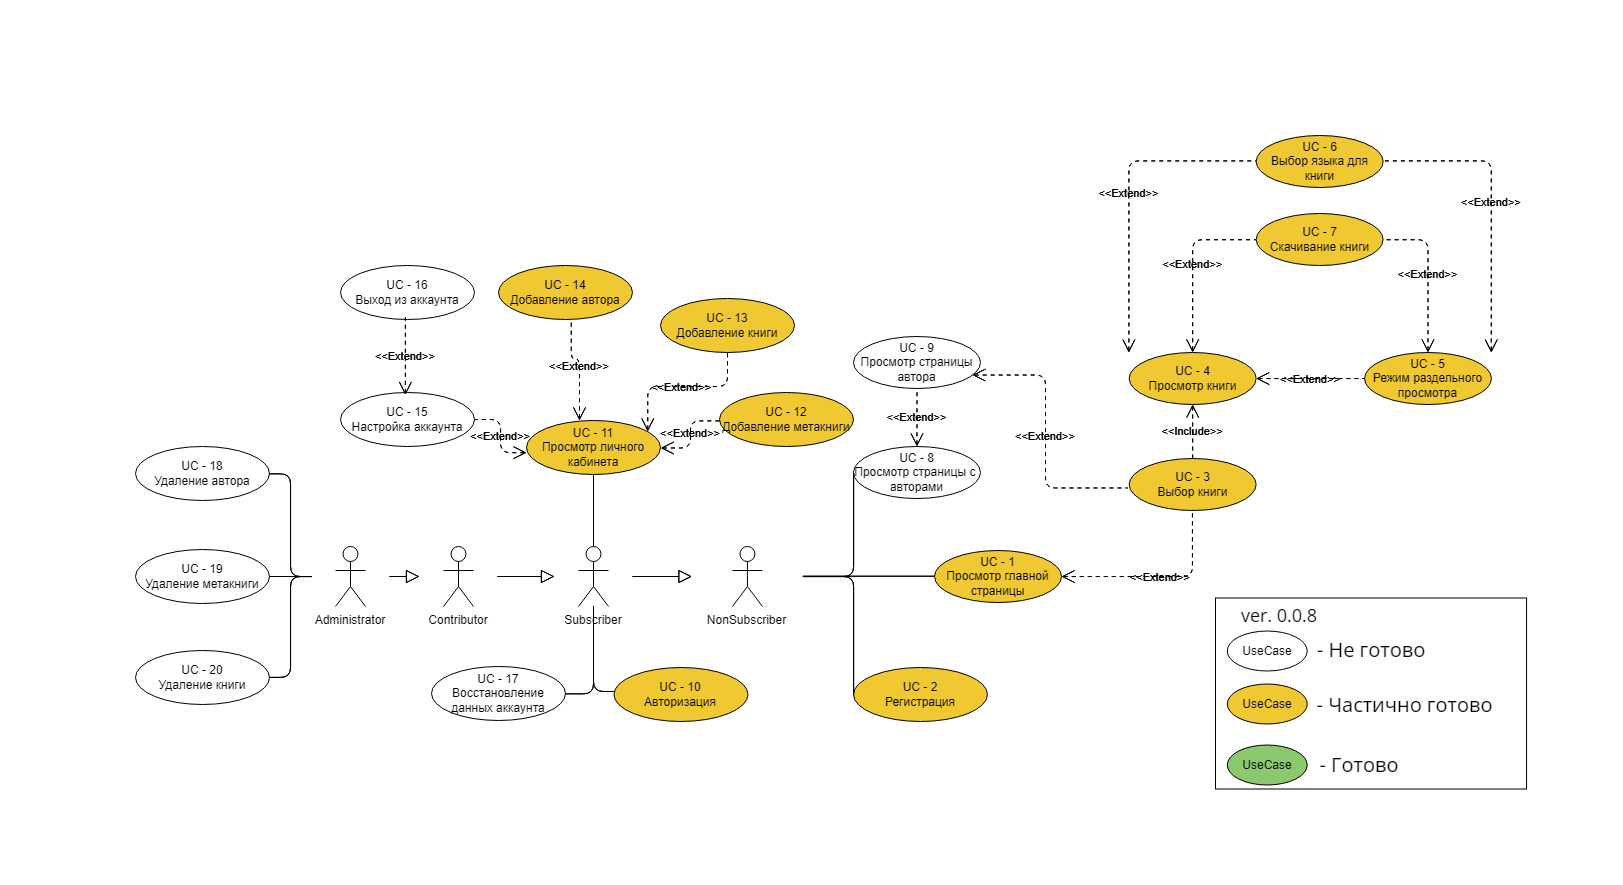 UC - 6
Выбор языка для
книги
<<Extend>>
<<Extend>>
UC - 7
Скачивание книги
<<Extend>>
<<Extend>>
UC - 16
Выход из аккаунта
UC - 14
Добавление автора
UC - 13
Добавление книги
<<Extend>>
<<Extend>>
<<Extend>>
UC - 9
Просмотр страницы
автора
UC - 4
Просмотр книги
<<Extend>>
UC - 5
Режим раздельного
просмотра
UC - 15
Настройка аккаунта
<<Extend>>
UC - 11
Просмотр личного
кабинета
<<Extend>>
UC - 12
Добавление метакниги
<<Extend>>
<<Extend>>
<<Include>>
UC - 8
Просмотр страницы с
авторами
UC - 3
Выбор книги
UC - 18
Удаление автора
UC - 19
Удаление метакниги
UC - 20
Удаление книги
Administrator
Contributor
Subscriber
NonSubscriber
UC - 1
Просмотр главной
страницы
<<Extend>>
UC - 17
Восстановление
данных аккаунта
UC - 10
Авторизация
UC - 2
Регистрация
ver. 0.0.8
UseCase
- Не готово
UseCase
- Частично готово
UseCase
- Готово